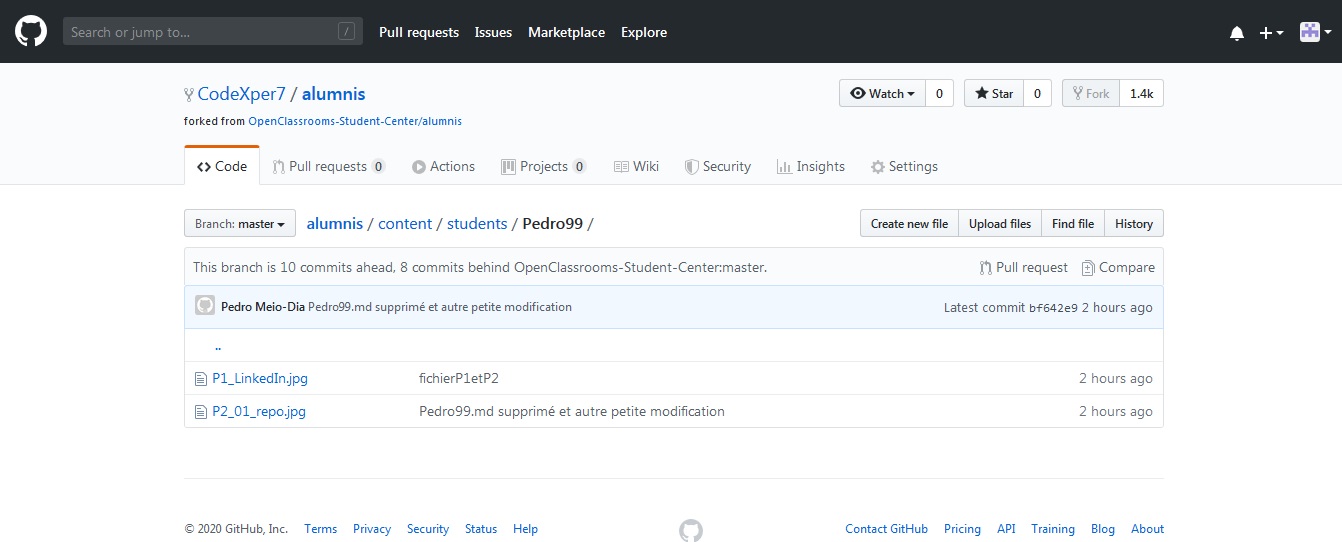 Search or jump to... /
Pull requests Issues Marketplace Explore
CodeXper7 / alumnis
Watch 0 Star 0 Fork 1.4k
forked from OpenClassrooms-Student-Center/alumnis
Code Pull requests 0 Actions Projects 0 Wiki Security Insights Settings
Branch: master alumnis / content / students / Pedro99 /
Create new file Upload files Find file History
This branch is 10 commits ahead, 8 commits behind OpenClassrooms-Student-Center:master. Pull request Compare
Pedro Meio-Dia Pedro99.md supprimé et autre petite modification Latest commit bf642e9 2 hours ago
..
P1_LinkedIn.jpg fichierP1etP2 2 hours ago
P2_01_repo.jpg Pedro99.md supprimé et autre petite modification 2 hours ago
© 2020 GitHub, Inc. Terms Privacy Security Status Help Contact GitHub Pricing API Training Blog About